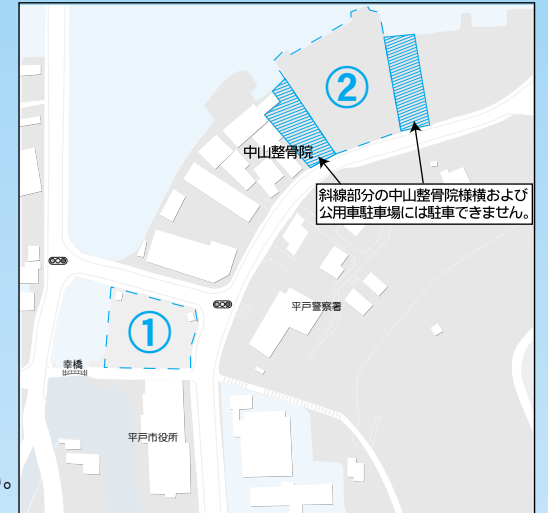 ②
中山整骨院
斜線部分の中山整骨院様横および
公用車駐車場には駐車できません。
①
平戸警察署
幸橋
平戸市役所
。